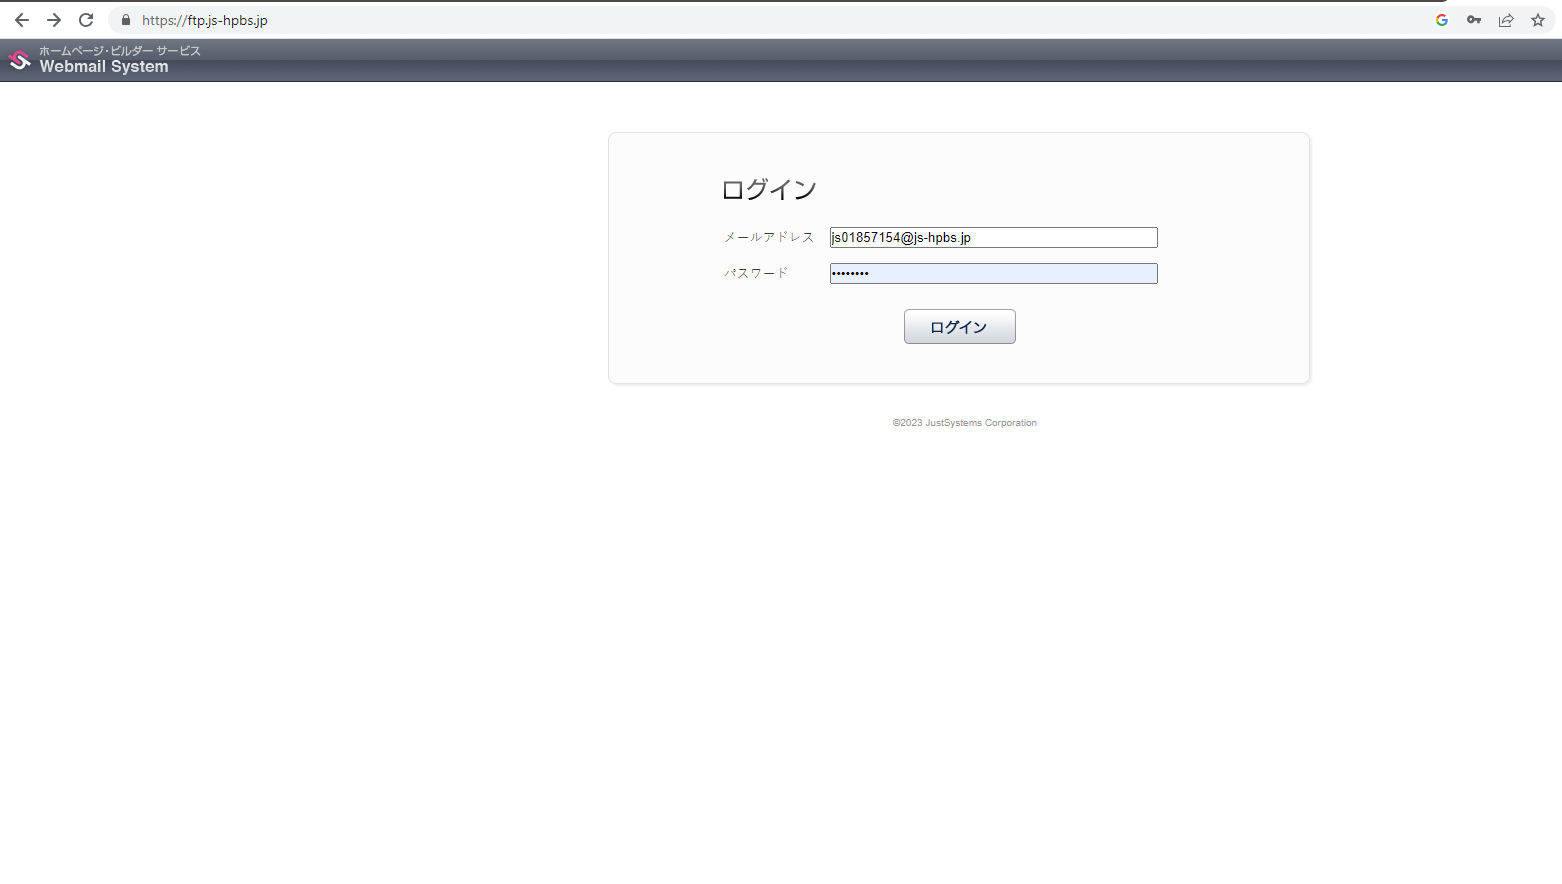 https://ftp.js-hpbs.jp
ホームページ・ビルダー サービス
Webmail System
ログイン
メールアドレス js01857154@js-hpbs.jp
パスワード ••••••••
ログイン
©2023 JustSystems Corporation